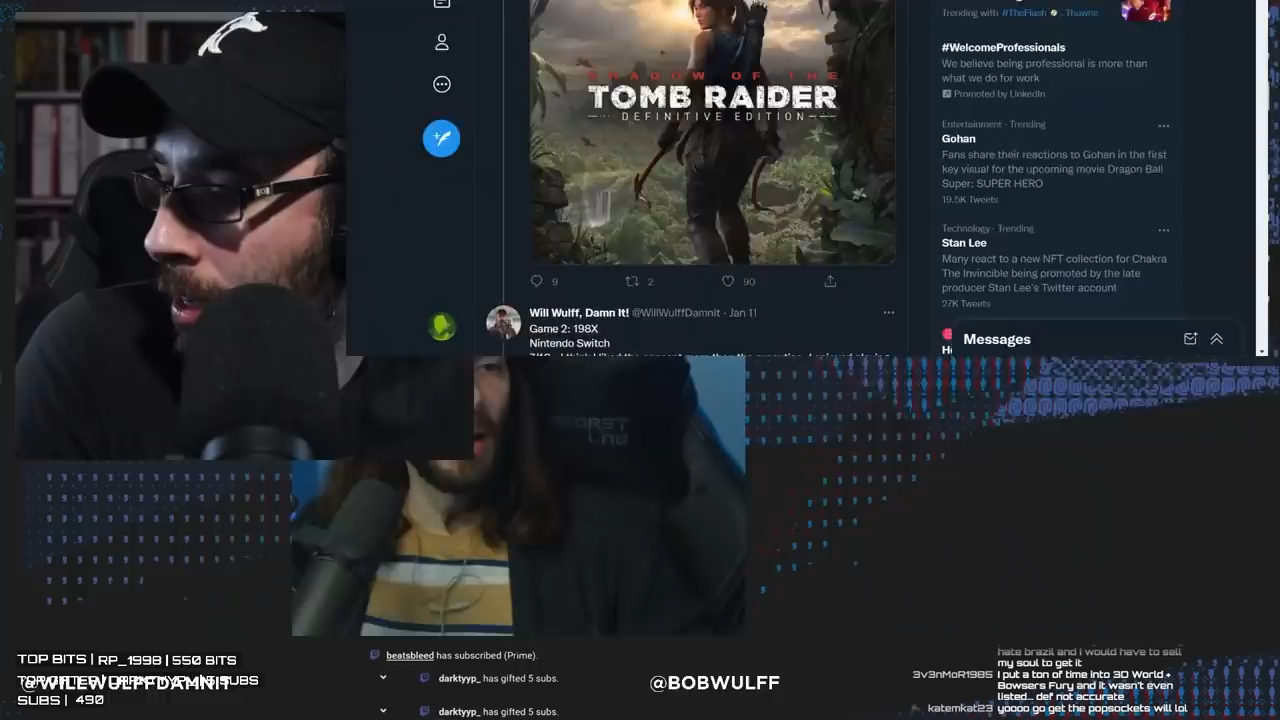 SHADOW OF THE
TOMB RAIDER
DEFINITIVE EDITION
9
2
90
Will Wulff, Damn It! @WillWulffDamnIt · Jan 11
Game 2: 198X
Nintendo Switch
Trending with #TheFlash, Thawne
#WelcomeProfessionals
We believe being professional is more than
what we do for work
Promoted by LinkedIn
Entertainment · Trending
Gohan
Fans share their reactions to Gohan in the first
key visual for the upcoming movie Dragon Ball
Super: SUPER HERO
19.5K Tweets
Technology · Trending
Stan Lee
Many react to a new NFT collection for Chakra
The Invincible being promoted by the late
producer Stan Lee's Twitter account
27K Tweets
Messages
SECRET
LAB
TOP BITS | RP_1998 | 550 BITS
@WILLWULFFDAMNIT
SUBS | 490
beatsbleed has subscribed (Prime).
darktyyp_ has gifted 5 subs.
darktyyp_ has gifted 5 subs.
@BOBWULFF
hate brazil and i would have to sell
my soul to get it
3v3nMoR1985 I put a ton of time into 3D World +
Bowsers Fury and it wasn't even
listed... def not accurate
katemkat23 yoooo go get the popsockets will lol